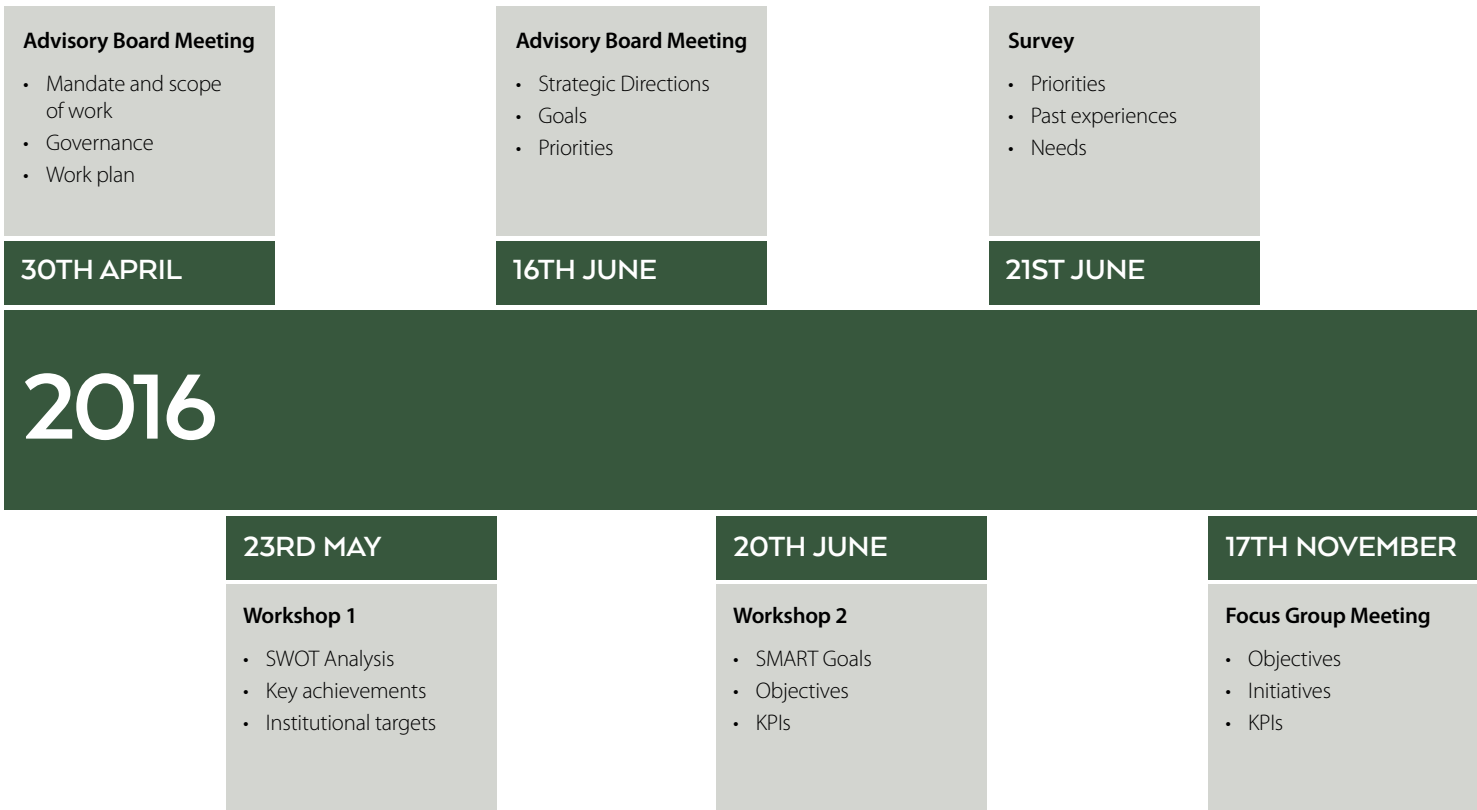 Advisory Board Meeting
• Mandate and scope
of work
• Governance
• Work plan
30TH APRIL
Advisory Board Meeting
• Strategic Directions
• Goals
• Priorities
16TH JUNE
Survey
• Priorities
• Past experiences
• Needs
21ST JUNE
2016
23RD MAY
Workshop 1
• SWOT Analysis
• Key achievements
• Institutional targets
20TH JUNE
Workshop 2
• SMART Goals
• Objectives
• KPIs
17TH NOVEMBER
Focus Group Meeting
• Objectives
• Initiatives
• KPIs